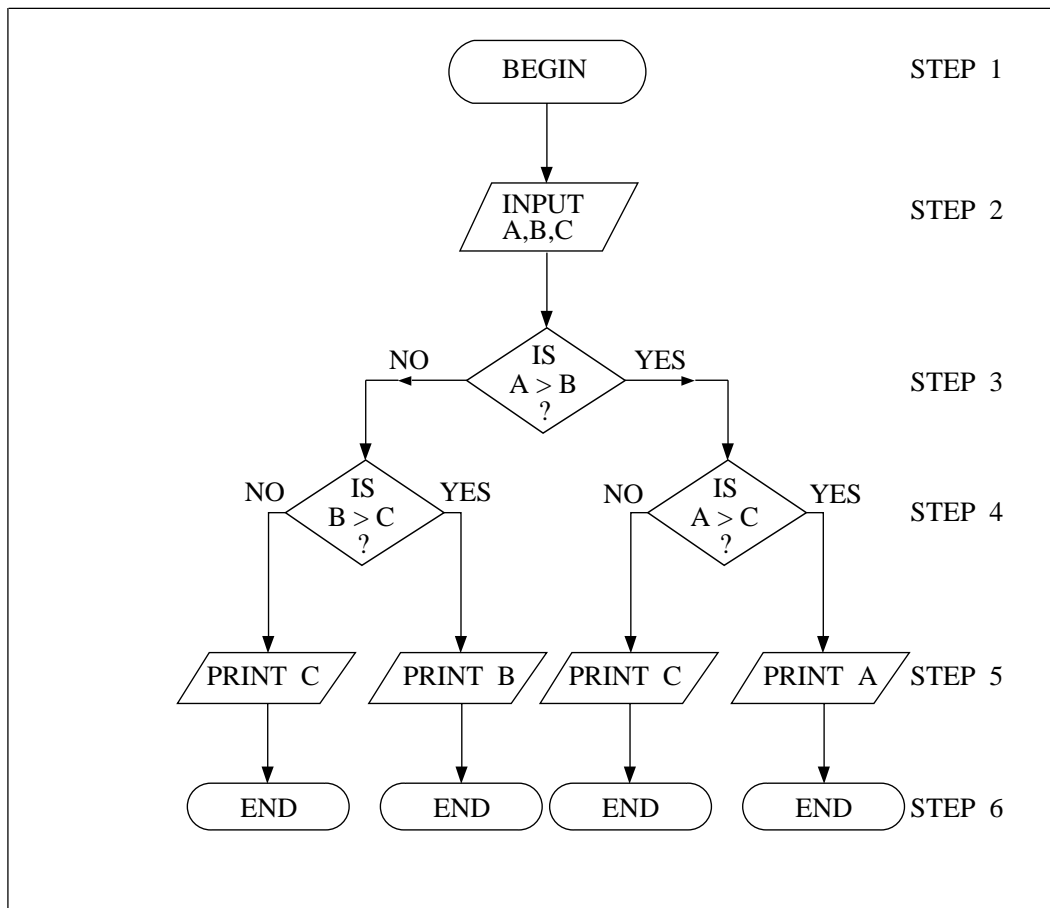 BEGIN STEP 1
INPUT
A,B,C STEP 2
IS
A > B
?
NO YES STEP 3
IS
B > C
?
NO YES
IS
A > C
?
NO YES STEP 4
PRINT C PRINT B PRINT C PRINT A STEP 5
END END END END STEP 6